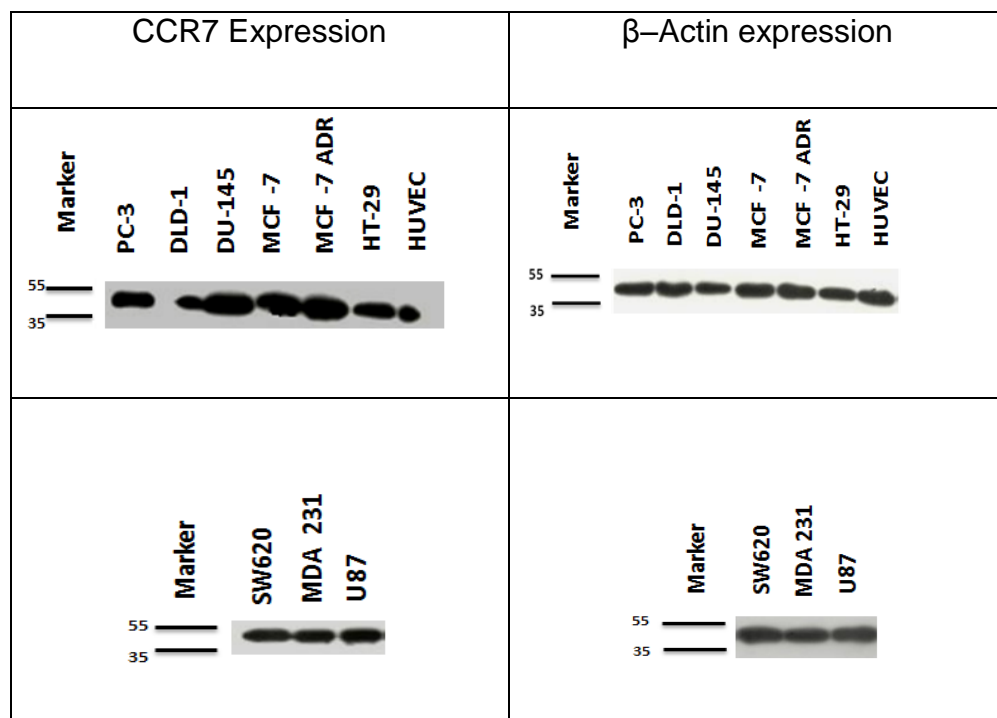 CCR7 Expression
β–Actin expression
Marker
PC-3
DLD-1
DU-145
MCF -7
MCF -7 ADR
HT-29
HUVEC
55
35
Marker
PC-3
DLD-1
DU-145
MCF -7
MCF -7 ADR
HT-29
HUVEC
55
35
Marker
SW620
MDA 231
U87
55
35
Marker
SW620
MDA 231
U87
55
35